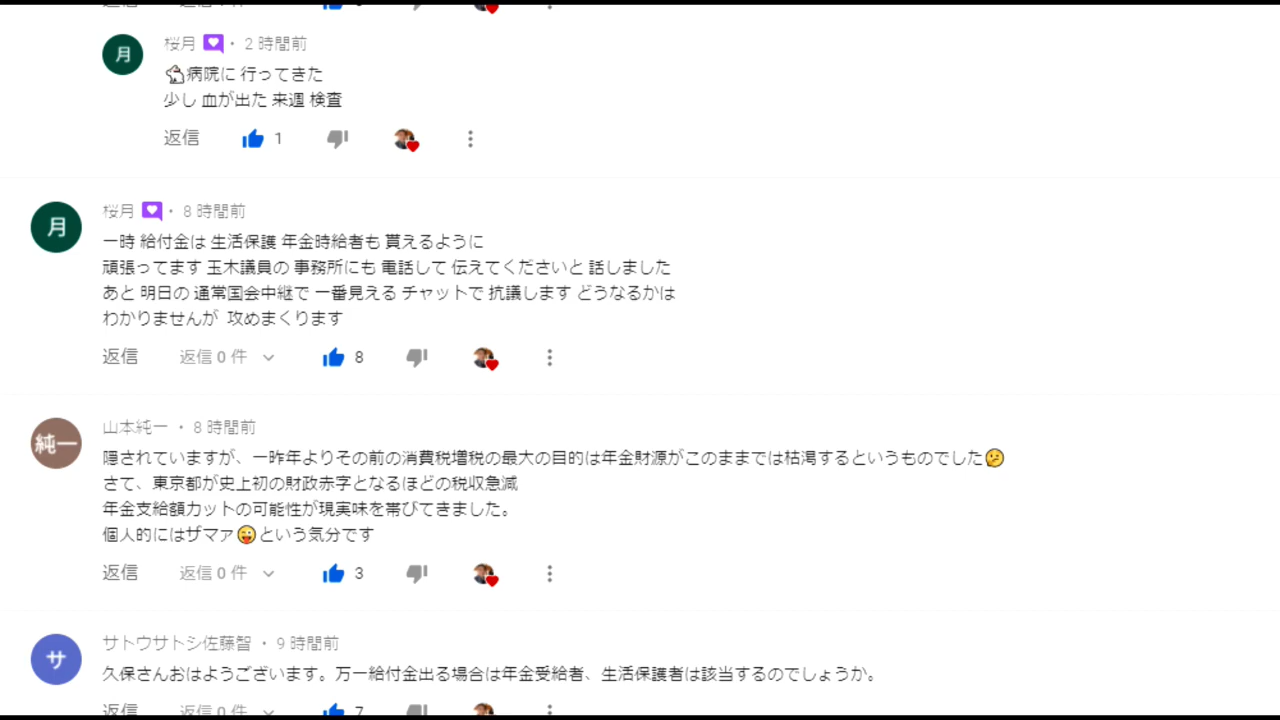 月
桜月 ・ 2 時間前
病院に 行ってきた
少し 血が出た 来週 検査
返信 1
月
桜月 ・ 8 時間前
一時 給付金は 生活保護 年金時給者も 貰えるように
頑張ってます 玉木議員の 事務所にも 電話して 伝えてくださいと 話しました
あと 明日の 通常国会中継で 一番見える チャットで 抗議します どうなるかは
わかりませんが 攻めまくります
返信 返信 0 件 8
純一
山本純一 ・ 8 時間前
隠されていますが、一昨年よりその前の消費税増税の最大の目的は年金財源がこのままでは枯渇するというものでした🤔
さて、東京都が史上初の財政赤字となるほどの税収急減
年金支給額カットの可能性が現実味を帯びてきました。
個人的にはザマァ😜という気分です
返信 返信 0 件 3
サ
サトウサトシ佐藤智 ・ 9 時間前
久保さんおはようございます。万一給付金出る場合は年金受給者、生活保護者は該当するのでしょうか。
返信 返信 0 件 7